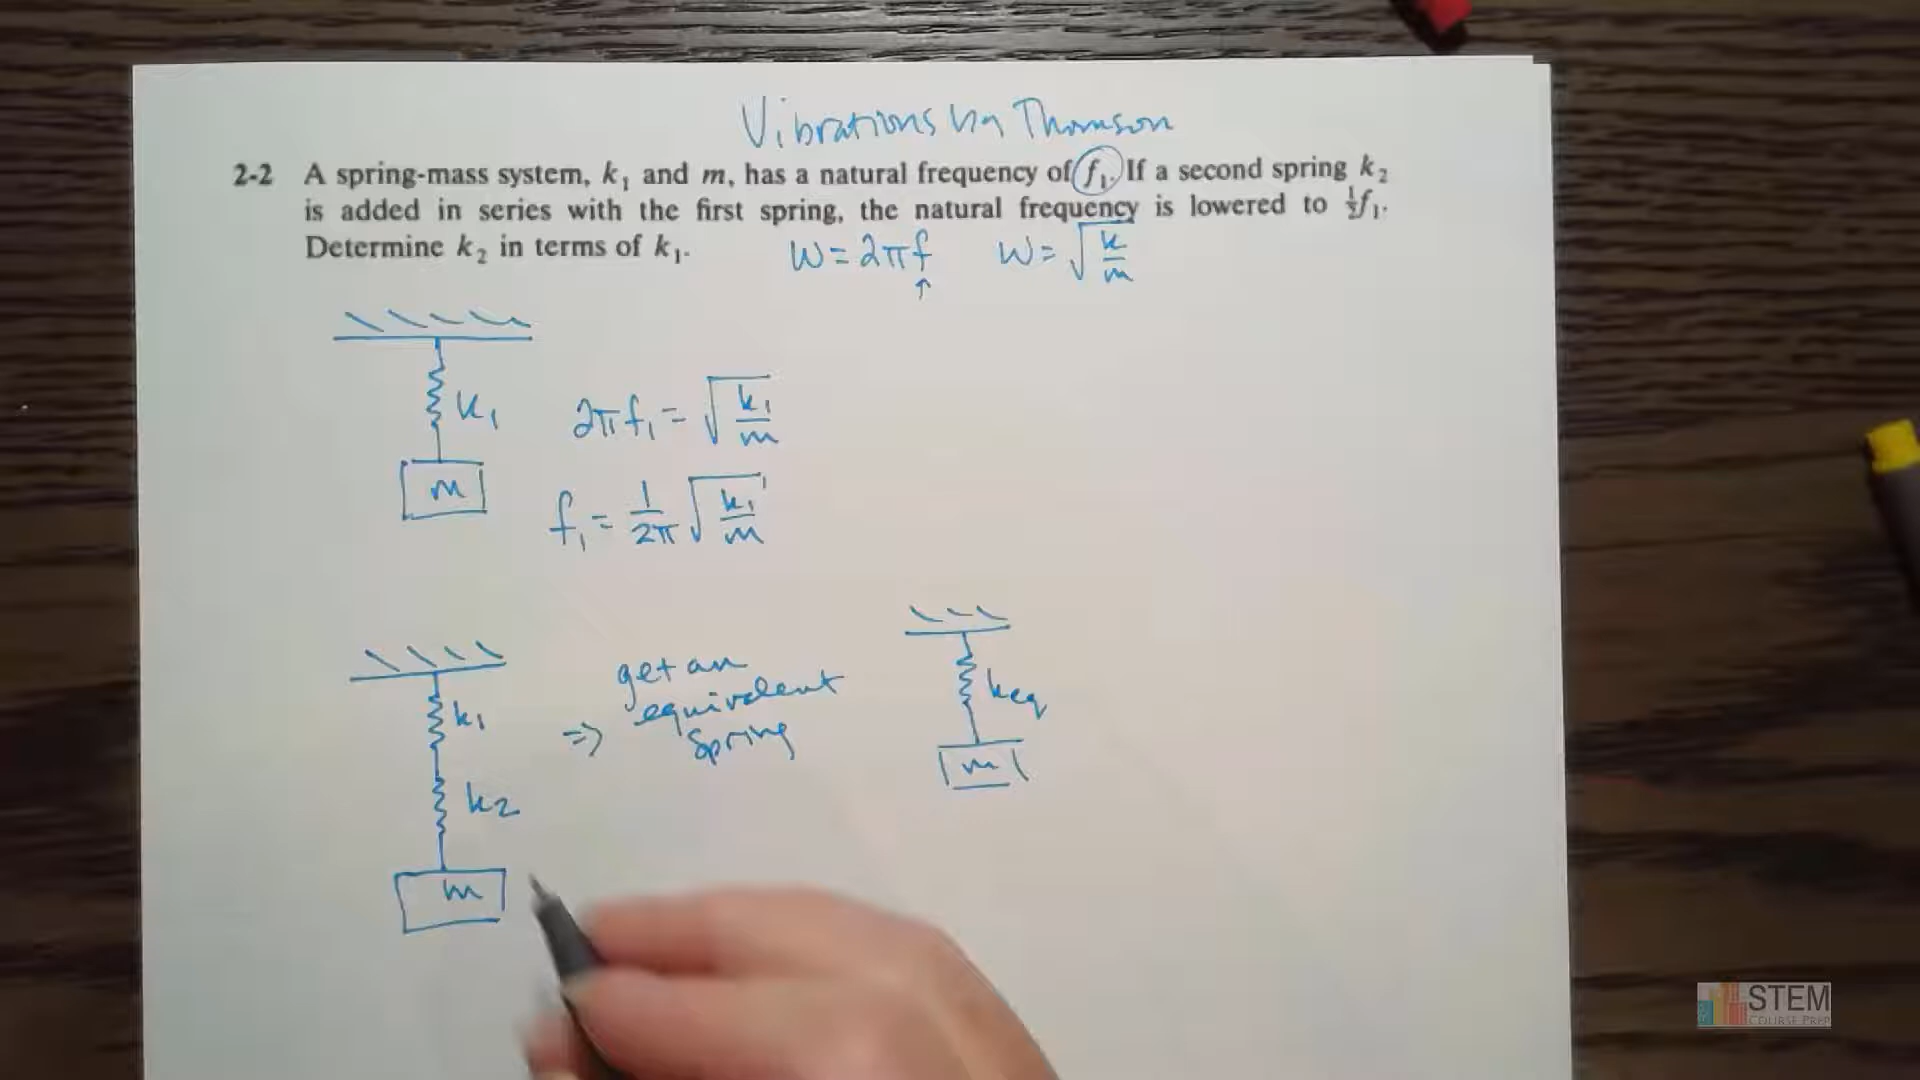 Vibrations by Thomson
2-2 A spring-mass system, k₁ and m, has a natural frequency of f₁. If a second spring k₂
is added in series with the first spring, the natural frequency is lowered to ½f₁.
Determine k₂ in terms of k₁.
W = 2πf W = √(k/m)
↑
k₁
2πf₁ = √(k₁/m)
m
f₁ = 1/2π √(k₁/m)
k₁
k₂
m
⇒ get an
equivalent
spring
keq
m
STEM
COURSE PREP